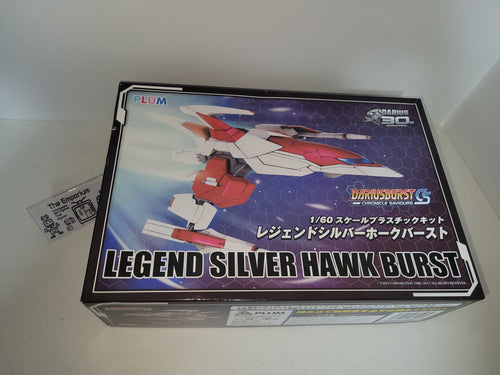 PLUM
DARIUS
30th
DARIUSBURST CS
CHRONICLE SAVIOURS
1/60 スケールプラスチックキット
レジェンドシルバーホークバースト
LEGEND SILVER HAWK BURST
The Emporium
PLUM